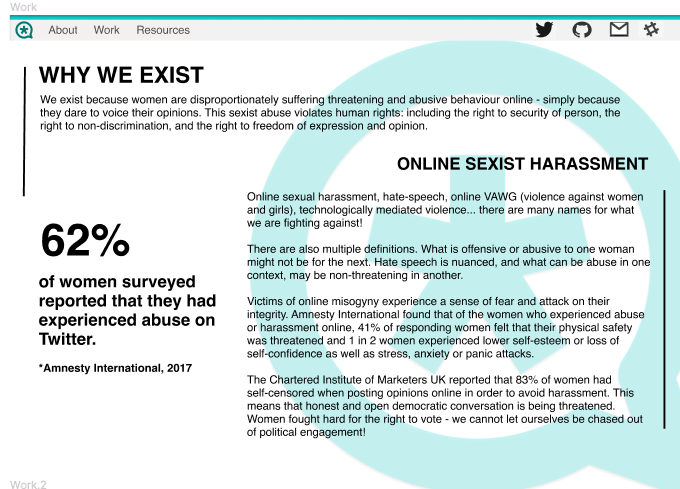 Work
About Work Resources
WHY WE EXIST
We exist because women are disproportionately suffering threatening and abusive behaviour online - simply because
they dare to voice their opinions. This sexist abuse violates human rights: including the right to security of person, the
right to non-discrimination, and the right to freedom of expression and opinion.
ONLINE SEXIST HARASSMENT
62%
of women surveyed
reported that they had
experienced abuse on
Twitter.
*Amnesty International, 2017
Online sexual harassment, hate-speech, online VAWG (violence against women
and girls), technologically mediated violence... there are many names for what
we are fighting against!
There are also multiple definitions. What is offensive or abusive to one woman
might not be for the next. Hate speech is nuanced, and what can be abuse in one
context, may be non-threatening in another.
Victims of online misogyny experience a sense of fear and attack on their
integrity. Amnesty International found that of the women who experienced abuse
or harassment online, 41% of responding women felt that their physical safety
was threatened and 1 in 2 women experienced lower self-esteem or loss of
self-confidence as well as stress, anxiety or panic attacks.
The Chartered Institute of Marketers UK reported that 83% of women had
self-censored when posting opinions online in order to avoid harassment. This
means that honest and open democratic conversation is being threatened.
Women fought hard for the right to vote - we cannot let ourselves be chased out
of political engagement!
Work.2